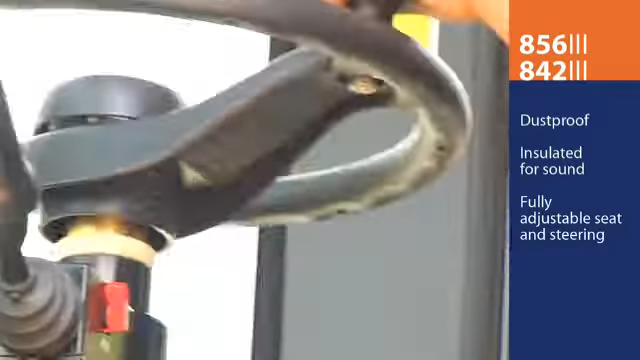 856III
842III
Dustproof
Insulated
for sound
Fully
adjustable seat
and steering